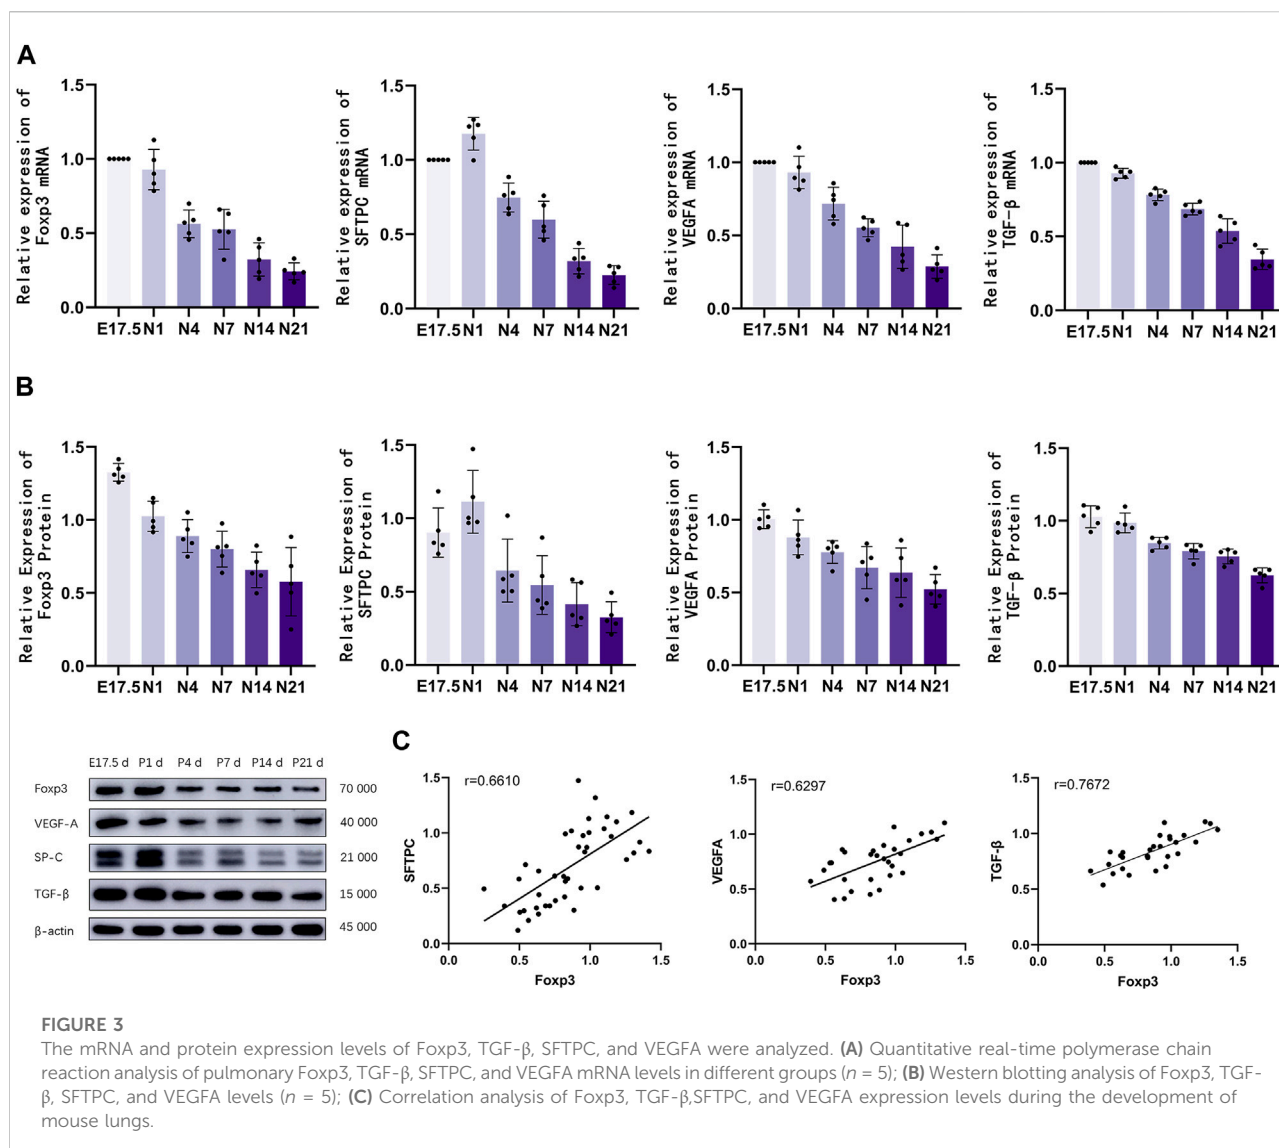 A
Relative expression of
Foxp3 mRNA
1.5
1.0
0.5
0.0
E17.5 N1 N4 N7 N14 N21
Relative expression of
SFTPC mRNA
1.5
1.0
0.5
0.0
E17.5 N1 N4 N7 N14 N21
Relative expression of
VEGFA mRNA
1.5
1.0
0.5
0.0
E17.5 N1 N4 N7 N14 N21
Relative expression of
TGF-β mRNA
1.5
1.0
0.5
0.0
E17.5 N1 N4 N7 N14 N21
B
Relative Expression of
Foxp3 Protein
1.5
1.0
0.5
0.0
E17.5 N1 N4 N7 N14 N21
Relative Expression of
SFTPC Protein
1.5
1.0
0.5
0.0
E17.5 N1 N4 N7 N14 N21
Relative Expression of
VEGFA Protein
1.5
1.0
0.5
0.0
E17.5 N1 N4 N7 N14 N21
Relative Expression of
TGF-β Protein
1.5
1.0
0.5
0.0
E17.5 N1 N4 N7 N14 N21
E17.5 d P1 d P4 d P7 d P14 d P21 d
Foxp3 70 000
VEGF-A 40 000
SP-C 21 000
TGF-β 15 000
β-actin 45 000
C
r=0.6610
SFTPC
1.5
1.0
0.5
0.0
0.0 0.5 1.0 1.5
Foxp3
r=0.6297
VEGFA
1.5
1.0
0.5
0.0
0.0 0.5 1.0 1.5
Foxp3
r=0.7672
TGF-β
1.5
1.0
0.5
0.0
0.0 0.5 1.0 1.5
Foxp3
FIGURE 3
The mRNA and protein expression levels of Foxp3, TGF-β, SFTPC, and VEGFA were analyzed. (A) Quantitative real-time polymerase chain
reaction analysis of pulmonary Foxp3, TGF-β, SFTPC, and VEGFA mRNA levels in different groups (n = 5); (B) Western blotting analysis of Foxp3, TGF-
β, SFTPC, and VEGFA levels (n = 5); (C) Correlation analysis of Foxp3, TGF-β,SFTPC, and VEGFA expression levels during the development of
mouse lungs.